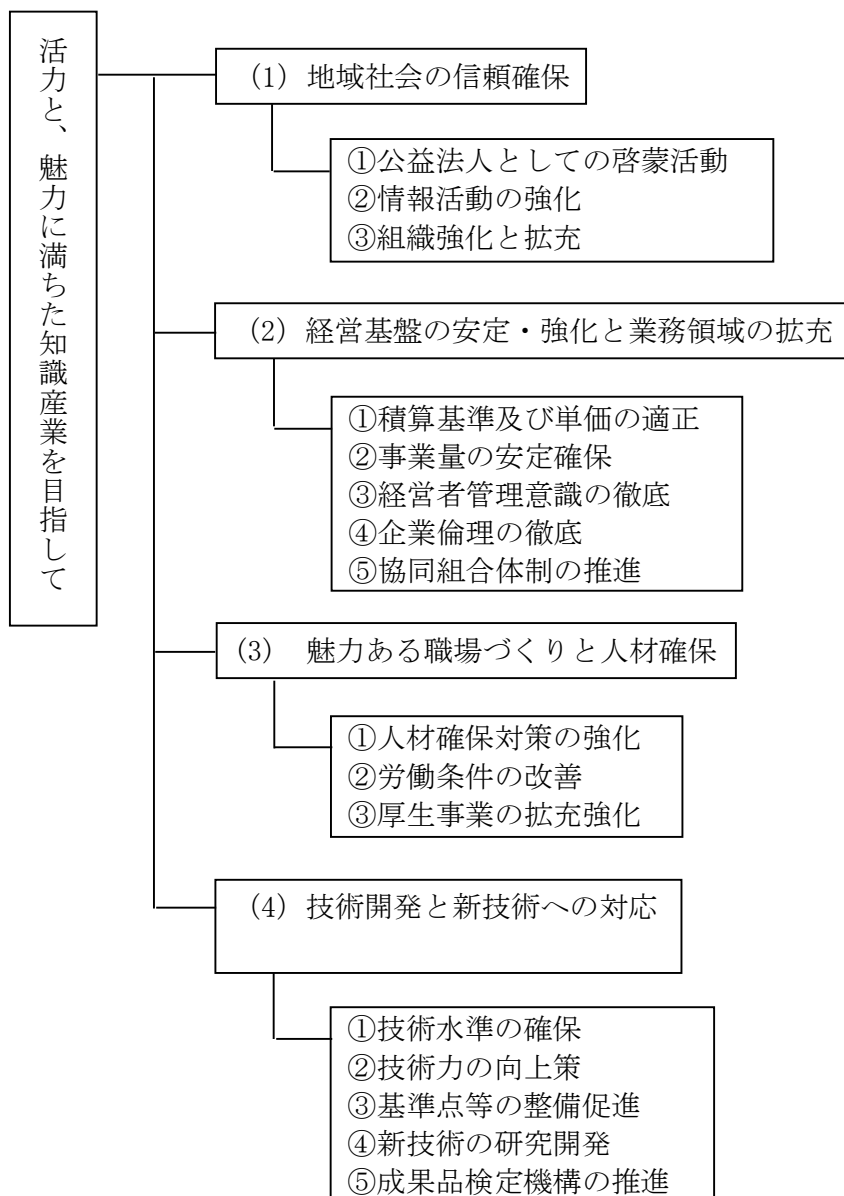 活力と、魅力に満ちた知識産業を目指して
(1) 地域社会の信頼確保
①公益法人としての啓蒙活動
②情報活動の強化
③組織強化と拡充
(2) 経営基盤の安定・強化と業務領域の拡充
①積算基準及び単価の適正
②事業量の安定確保
③経営者管理意識の徹底
④企業倫理の徹底
⑤協同組合体制の推進
(3) 魅力ある職場づくりと人材確保
①人材確保対策の強化
②労働条件の改善
③厚生事業の拡充強化
(4) 技術開発と新技術への対応
①技術水準の確保
②技術力の向上策
③基準点等の整備促進
④新技術の研究開発
⑤成果品検定機構の推進